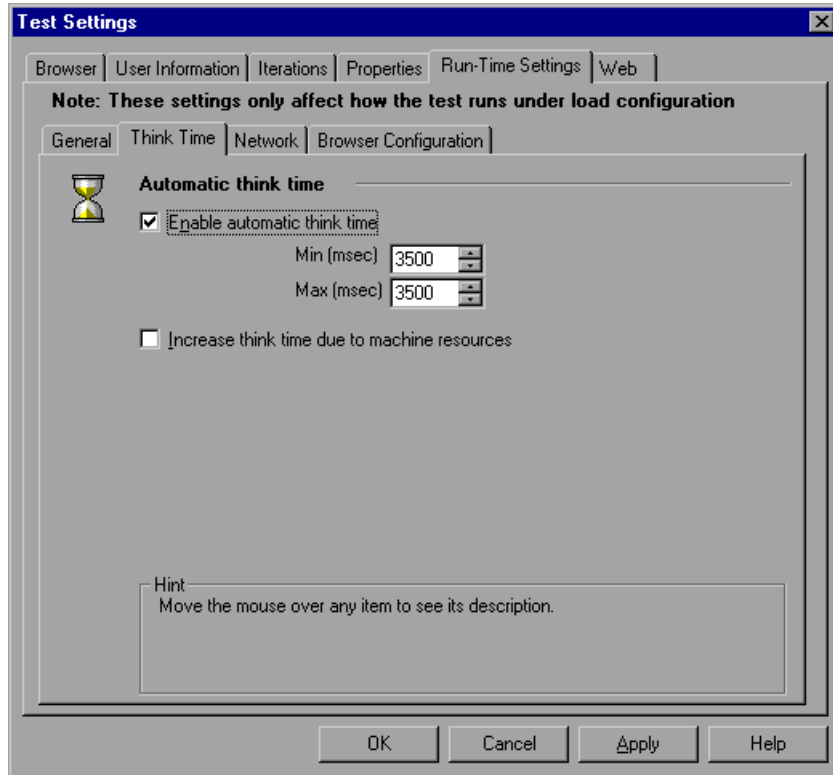 Test Settings
Browser User Information Iterations Properties Run-Time Settings Web
Note: These settings only affect how the test runs under load configuration
General Think Time Network Browser Configuration
Automatic think time
Enable automatic think time
Min (msec) 3500
Max (msec) 3500
Increase think time due to machine resources
Hint
Move the mouse over any item to see its description.
OK Cancel Apply Help